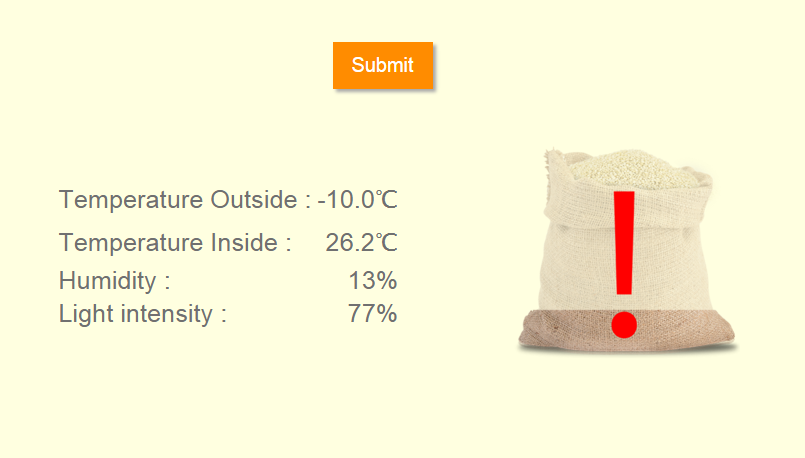 Submit
Temperature Outside : -10.0℃
Temperature Inside : 26.2℃
Humidity : 13%
Light intensity : 77%